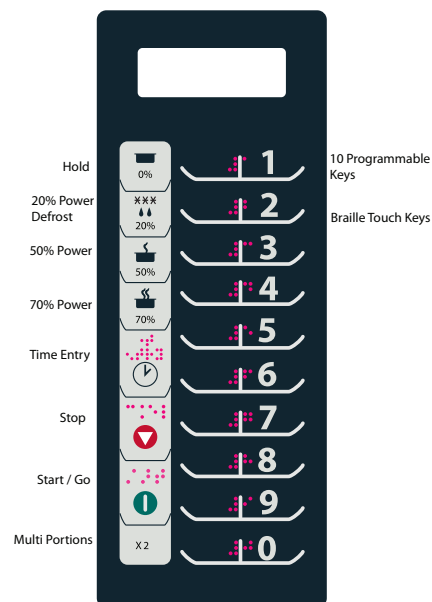 Hold
0%
1
10 Programmable
Keys
20% Power
Defrost
20%
2
Braille Touch Keys
50% Power
50%
3
70% Power
70%
4
Time Entry
5
6
Stop
7
Start / Go
8
9
Multi Portions
X 2
0